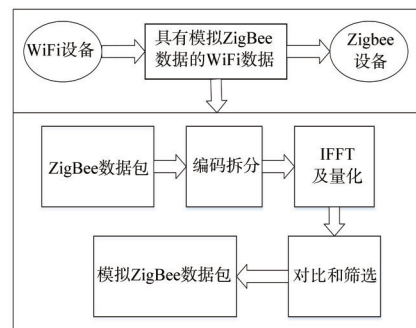 WiFi设备
具有模拟ZigBee
数据的WiFi数据
Zigbee
设备
ZigBee数据包
编码拆分
IFFT
及量化
模拟ZigBee数据包
对比和筛选